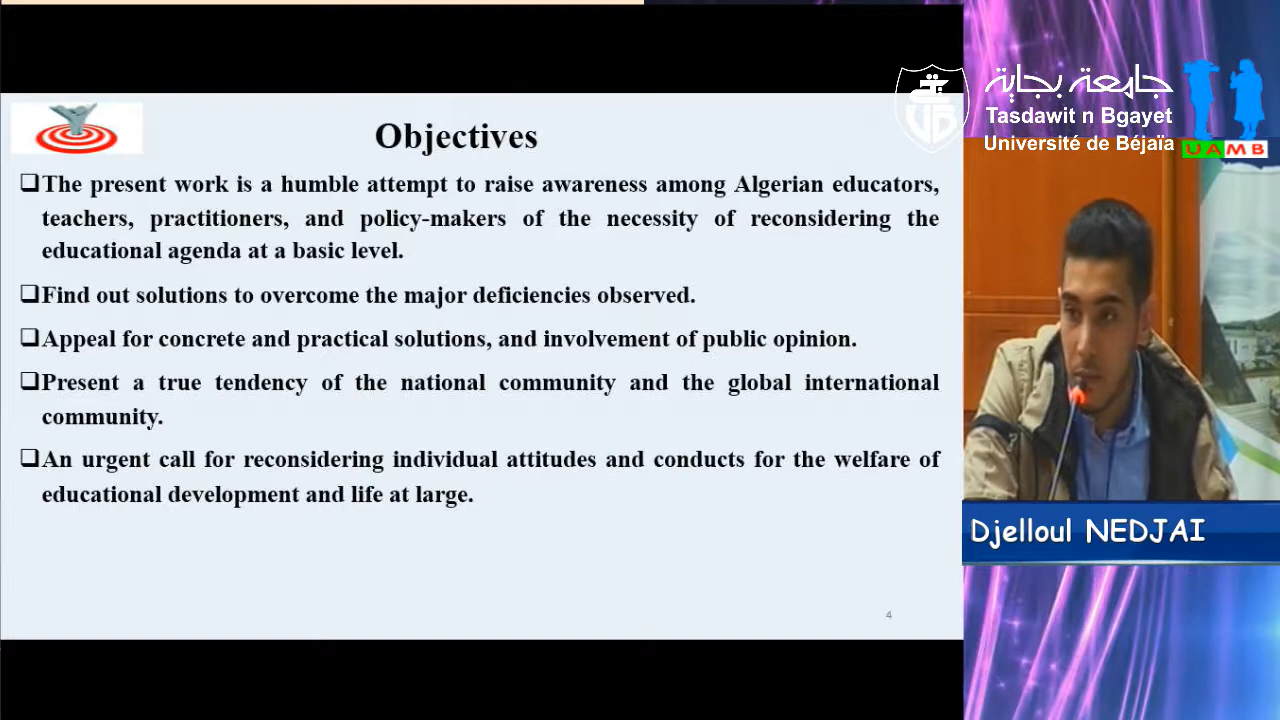 Objectives
❑The present work is a humble attempt to raise awareness among Algerian educators,
teachers, practitioners, and policy-makers of the necessity of reconsidering the
educational agenda at a basic level.
❑Find out solutions to overcome the major deficiencies observed.
❑Appeal for concrete and practical solutions, and involvement of public opinion.
❑Present a true tendency of the national community and the global international
community.
❑An urgent call for reconsidering individual attitudes and conducts for the welfare of
educational development and life at large.
4
جامعة بجاية
Tasdawit n Bgayet
Université de Béjaïa
UB
UAMB
Djelloul NEDJAI